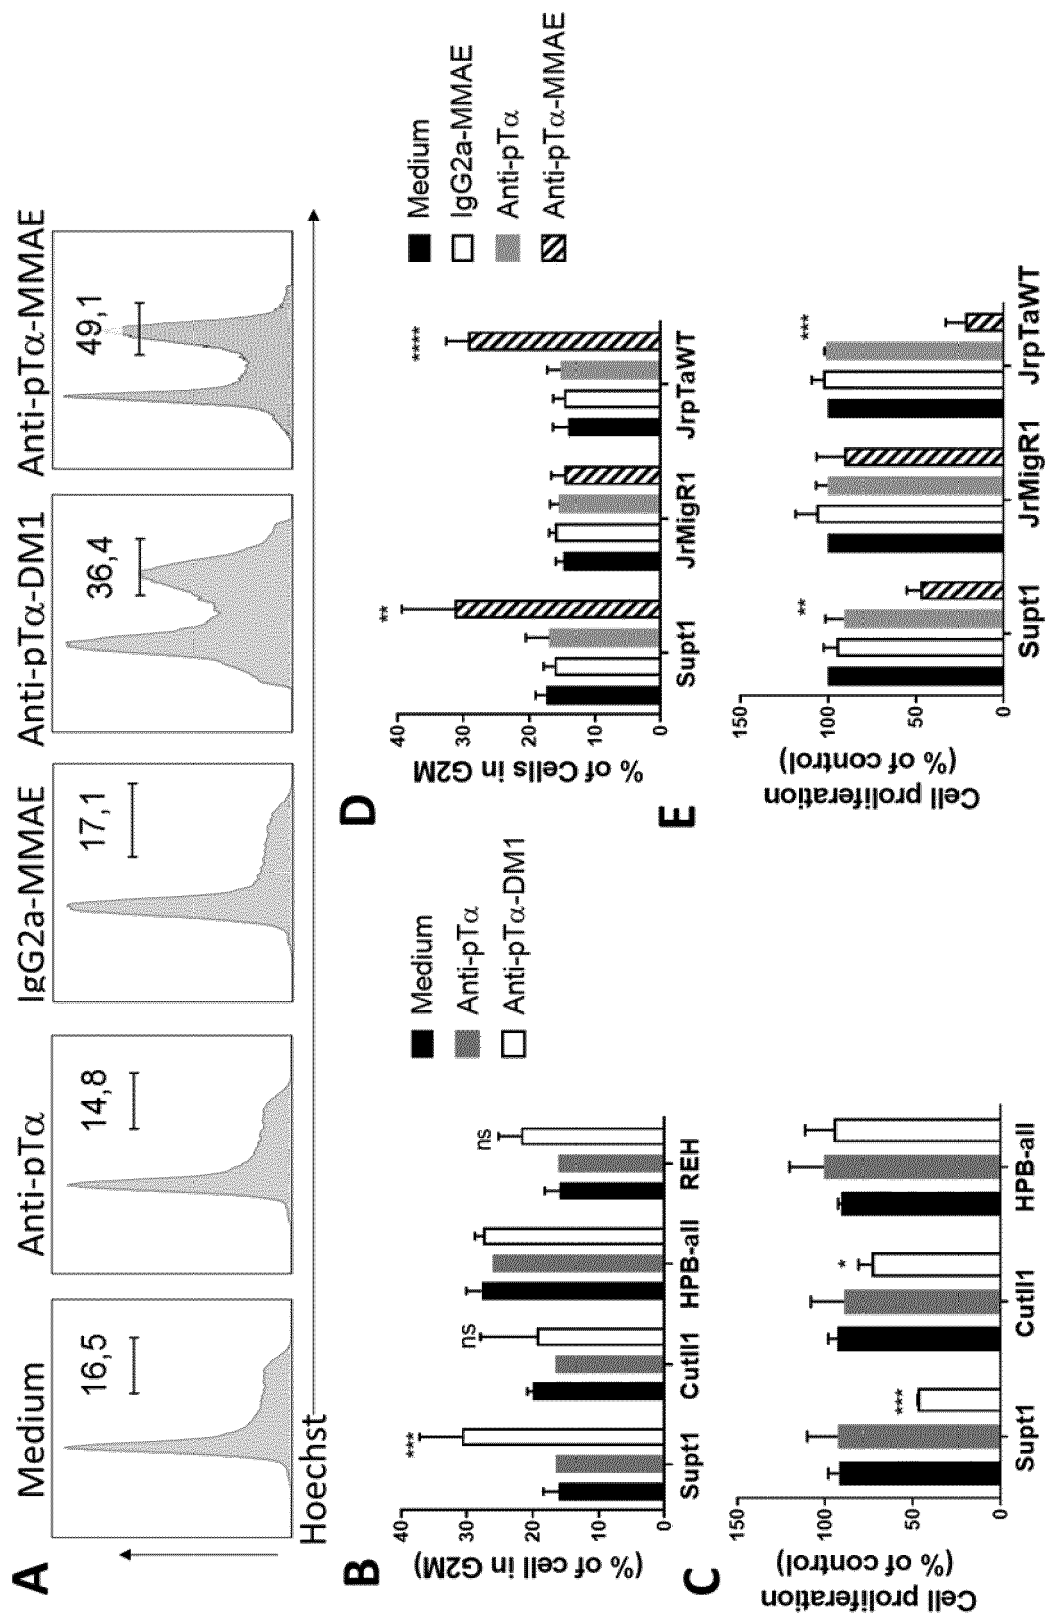 A
Medium
Anti-pTα
IgG2a-MMAE
Anti-pTα-DM1
Anti-pTα-MMAE
16,5
14,8
17,1
36,4
49,1
Hoechst
B
(% of cell in G2M)
40
30
20
10
0
***
ns
ns
Supt1
Cutll1
HPB-all
REH
Medium
Anti-pTα
Anti-pTα-DM1
C
Cell proliferation
(% of control)
150
100
50
0
***
*
Supt1
Cutll1
HPB-all
D
% of Cells in G2M
40
30
20
10
0
**
****
Supt1
JrMigR1
JrpTaWT
Medium
IgG2a-MMAE
Anti-pTα
Anti-pTα-MMAE
E
Cell proliferation
(% of control)
150
100
50
0
**
***
Supt1
JrMigR1
JrpTaWT